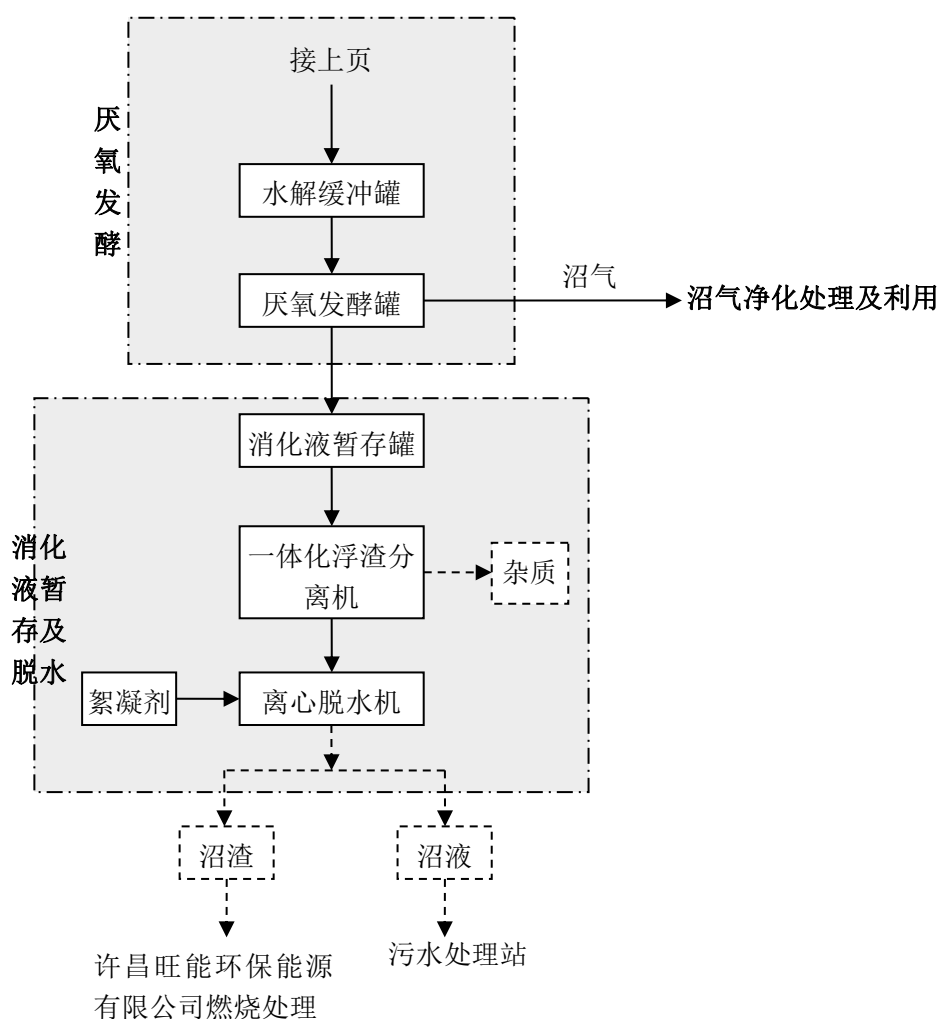 接上页
厌
氧
发
酵
水解缓冲罐
厌氧发酵罐
沼气
沼气净化处理及利用
消化液暂存罐
消化
液暂
存及
脱水
一体化浮渣分
离机
杂质
絮凝剂
离心脱水机
沼渣
沼液
许昌旺能环保能源
有限公司燃烧处理
污水处理站